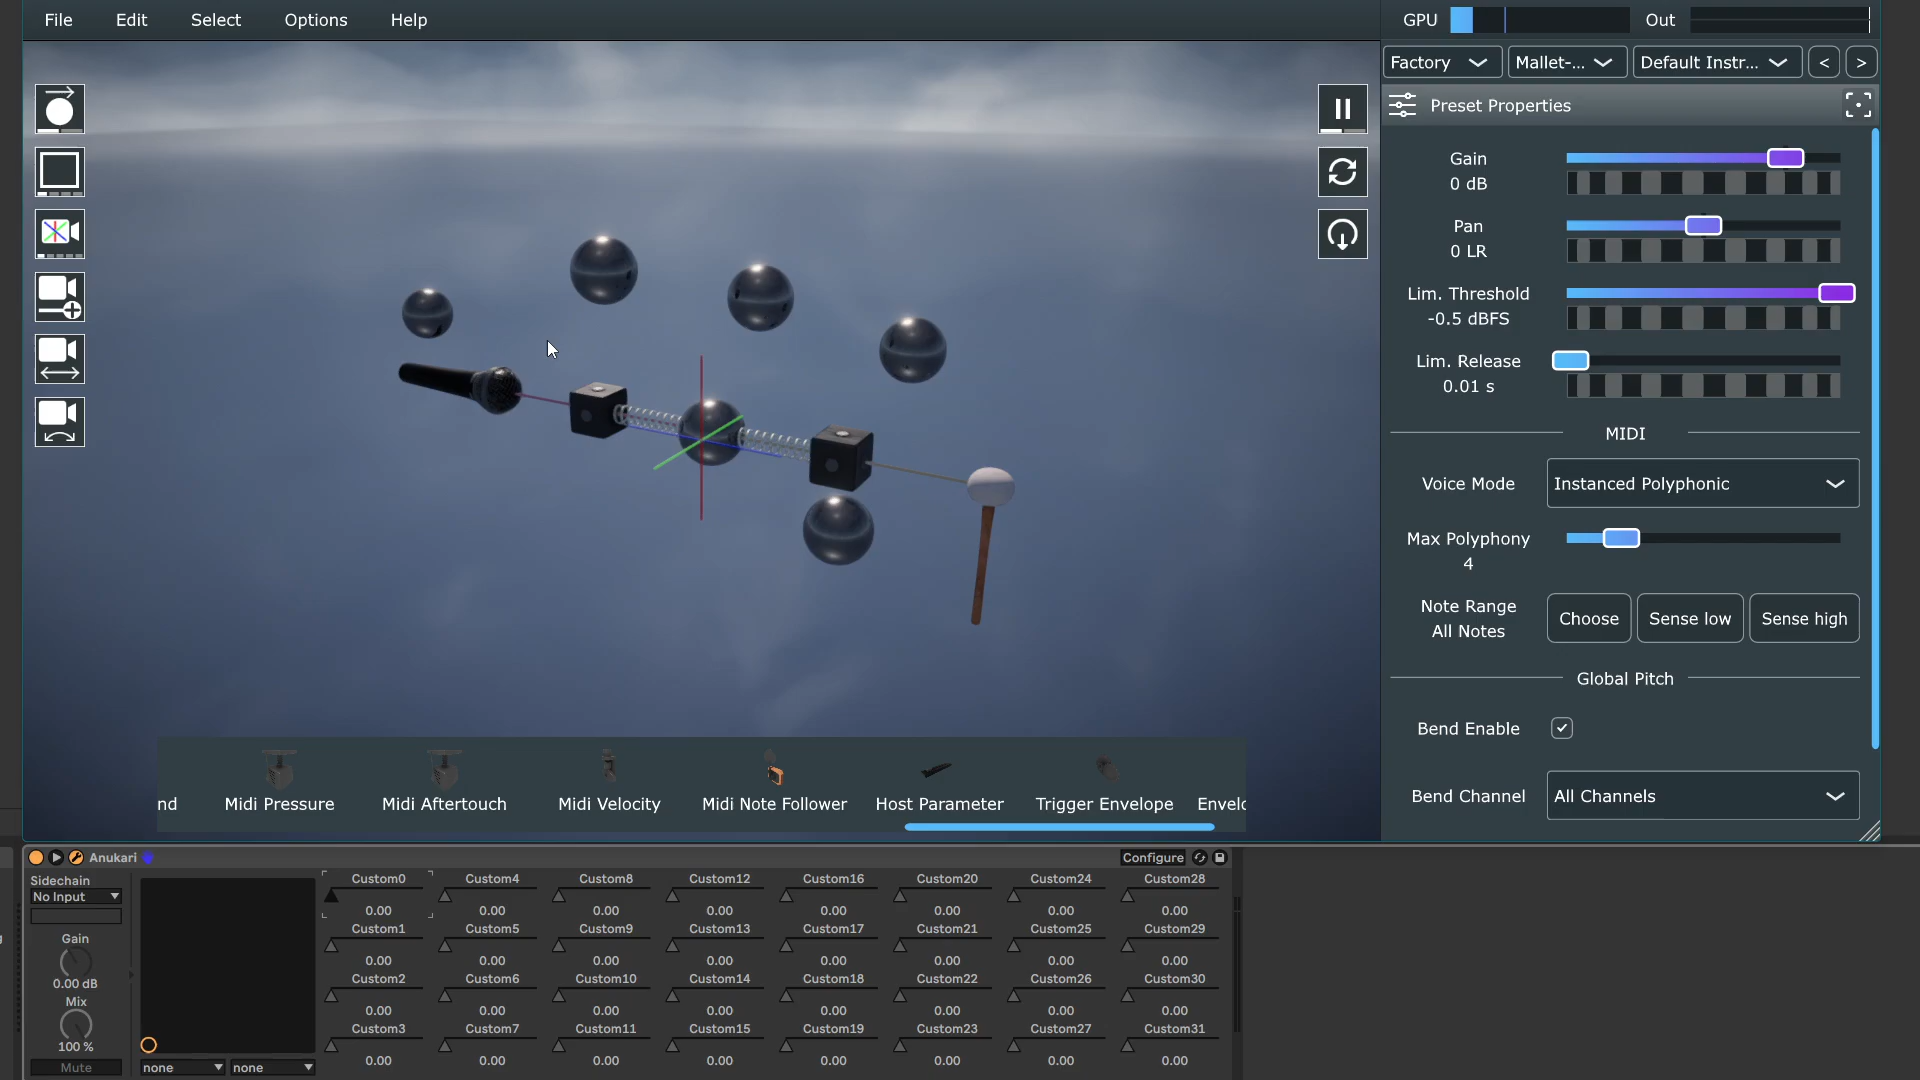 File Edit Select Options Help
GPU Out
Factory Mallet-... Default Instr... < >
Preset Properties
Gain
0 dB
Pan
0 LR
Lim. Threshold
-0.5 dBFS
Lim. Release
0.01 s
MIDI
Voice Mode Instanced Polyphonic
Max Polyphony
4
Note Range
All Notes
Choose Sense low Sense high
Global Pitch
Bend Enable
Bend Channel All Channels
nd Midi Pressure Midi Aftertouch Midi Velocity Midi Note Follower Host Parameter Trigger Envelope Envelo
Anukari Configure
Sidechain
No Input
Gain
0.00 dB
Mix
100 %
Mute
none none
Custom0 Custom4 Custom8 Custom12 Custom16 Custom20 Custom24 Custom28
0.00 0.00 0.00 0.00 0.00 0.00 0.00 0.00
Custom1 Custom5 Custom9 Custom13 Custom17 Custom21 Custom25 Custom29
0.00 0.00 0.00 0.00 0.00 0.00 0.00 0.00
Custom2 Custom6 Custom10 Custom14 Custom18 Custom22 Custom26 Custom30
0.00 0.00 0.00 0.00 0.00 0.00 0.00 0.00
Custom3 Custom7 Custom11 Custom15 Custom19 Custom23 Custom27 Custom31
0.00 0.00 0.00 0.00 0.00 0.00 0.00 0.00